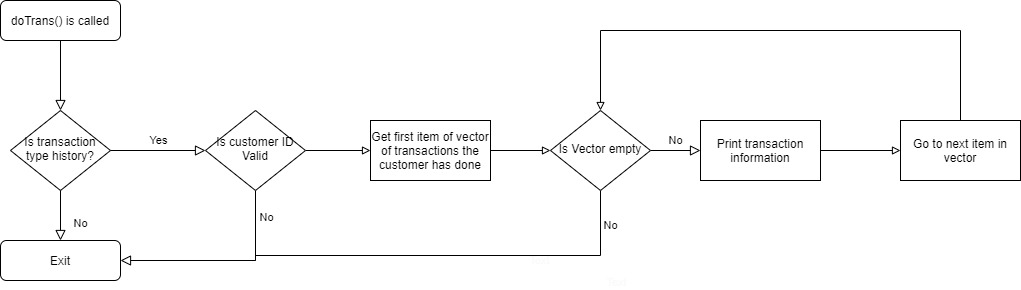 doTrans() is called
Is transaction
type history?
Yes
Is customer ID
Valid
Get first item of vector
of transactions the
customer has done
Is Vector empty
No
Print transaction
information
Go to next item in
vector
No
No
No
Exit